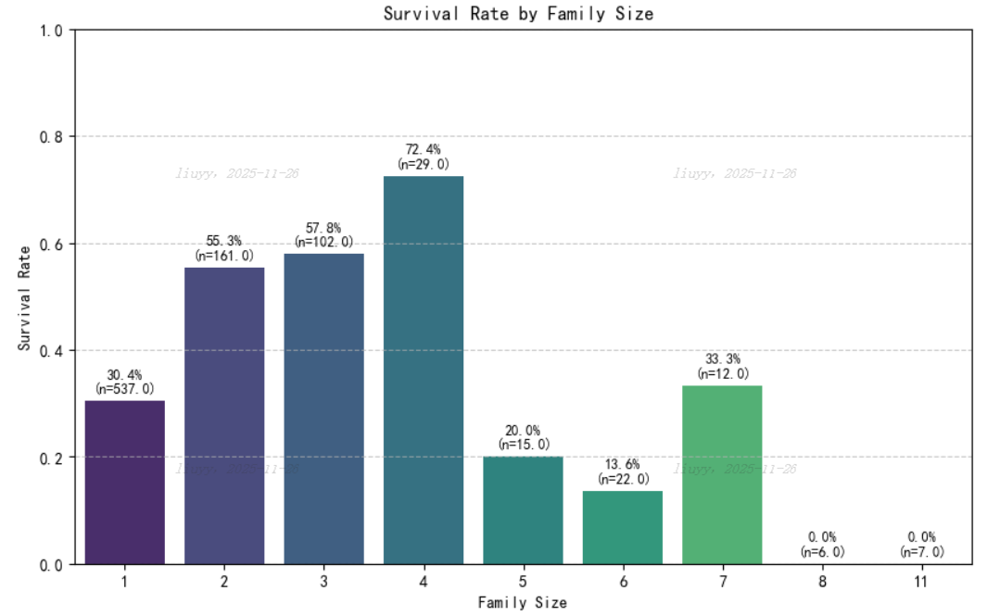 Survival Rate by Family Size
1.0
0.8
0.6
0.4
0.2
0.0
Survival Rate
30.4%
(n=537.0)
55.3%
(n=161.0)
57.8%
(n=102.0)
72.4%
(n=29.0)
20.0%
(n=15.0)
13.6%
(n=22.0)
33.3%
(n=12.0)
0.0%
(n=6.0)
0.0%
(n=7.0)
1 2 3 4 5 6 7 8 11
Family Size
liuyy, 2025-11-26
liuyy, 2025-11-26
liuyy, 2025-11-26
liuyy, 2025-11-26